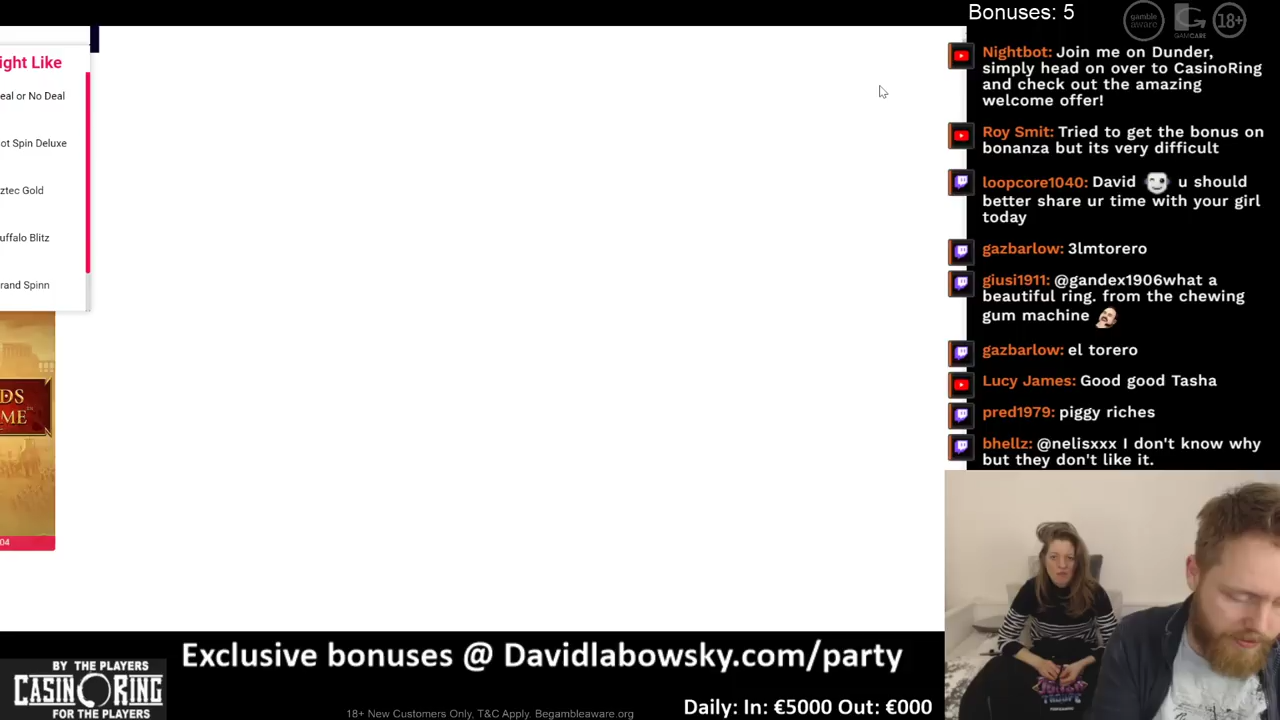 Bonuses: 5
gamble aware
GAMCARE
18+
ight Like
eal or No Deal
ot Spin Deluxe
ztec Gold
uffalo Blitz
rand Spinn
DS
ME
04
Nightbot: Join me on Dunder,
simply head on over to CasinoRing
and check out the amazing
welcome offer!
Roy Smit: Tried to get the bonus on
bonanza but its very difficult
loopcore1040: David u should
better share ur time with your girl
today
gazbarlow: 3lmtorero
giusi1911: @gandex1906what a
beautiful ring. from the chewing
gum machine
gazbarlow: el torero
Lucy James: Good good Tasha
pred1979: piggy riches
bhellz: @nelisxxx I don't know why
but they don't like it.
BY THE PLAYERS
CASINO RING
FOR THE PLAYERS
Exclusive bonuses @ Davidlabowsky.com/party
18+ New Customers Only, T&C Apply. Begambleaware.org
Daily: In: €5000 Out: €000